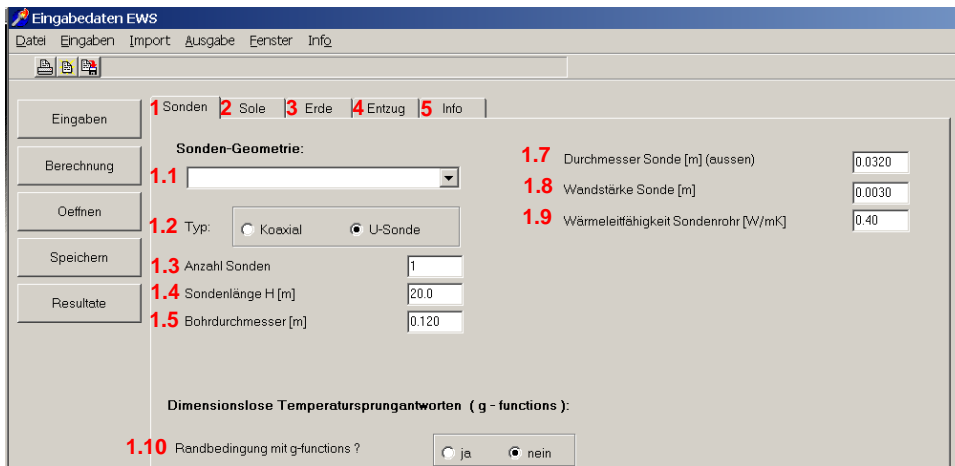 Eingabedaten EWS
Datei Eingaben Import Ausgabe Fenster Info
1 Sonden 2 Sole 3 Erde 4 Entzug 5 Info
Eingaben
Berechnung
Oeffnen
Speichern
Resultate
Sonden-Geometrie:
1.1
1.2 Typ: Koaxial U-Sonde
1.3 Anzahl Sonden 1
1.4 Sondenlänge H [m] 20.0
1.5 Bohrdurchmesser [m] 0.120
1.7 Durchmesser Sonde [m] (aussen) 0.0320
1.8 Wandstärke Sonde [m] 0.0030
1.9 Wärmeleitfähigkeit Sondenrohr [W/mK] 0.40
Dimensionslose Temperatursprungantworten ( g - functions ):
1.10 Randbedingung mit g-functions ? ja nein